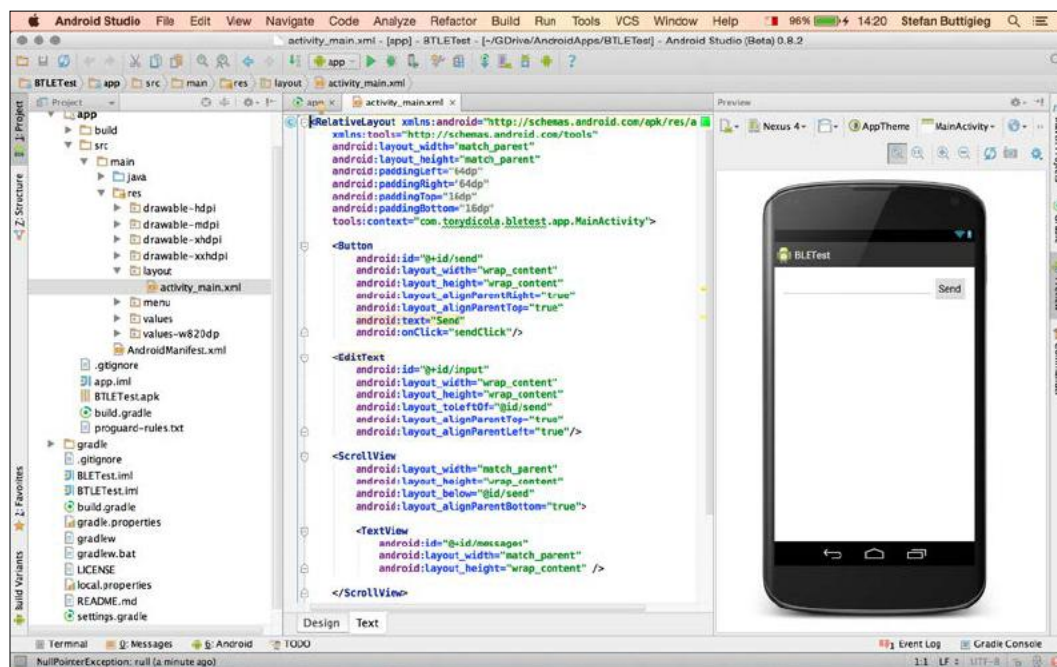 Android Studio File Edit View Navigate Code Analyze Refactor Build Run Tools VCS Window Help 96% 14:20 Stefan Buttigieg
activity_main.xml - [app] - BTLETest - [~/GDrive/AndroidApps/BTLETest] - Android Studio (Beta) 0.8.2
app
BTLETest app src main res layout activity_main.xml
1: Project
Z: Structure
2: Favorites
Build Variants
Project
app
build
src
main
java
res
drawable-hdpi
drawable-mdpi
drawable-xhdpi
drawable-xxhdpi
layout
activity_main.xml
menu
values
values-w820dp
AndroidManifest.xml
.gitignore
app.iml
BTLETest.apk
build.gradle
proguard-rules.txt
gradle
.gitignore
BLETest.iml
BTLETest.iml
build.gradle
gradle.properties
gradlew
gradlew.bat
LICENSE
local.properties
README.md
settings.gradle
app activity_main.xml
<RelativeLayout xmlns:android="http://schemas.android.com/apk/res/a
xmlns:tools="http://schemas.android.com/tools"
android:layout_width="match_parent"
android:layout_height="match_parent"
android:paddingLeft="64dp"
android:paddingRight="64dp"
android:paddingTop="16dp"
android:paddingBottom="16dp"
tools:context="com.tonydicola.bletest.app.MainActivity">
<Button
android:id="@+id/send"
android:layout_width="wrap_content"
android:layout_height="wrap_content"
android:layout_alignParentRight="true"
android:layout_alignParentTop="true"
android:text="Send"
android:onClick="sendClick"/>
<EditText
android:id="@+id/input"
android:layout_width="wrap_content"
android:layout_height="wrap_content"
android:layout_toLeftOf="@id/send"
android:layout_alignParentTop="true"
android:layout_alignParentLeft="true"/>
<ScrollView
android:layout_width="match_parent"
android:layout_height="wrap_content"
android:layout_below="@id/send"
android:layout_alignParentBottom="true">
<TextView
android:id="@+id/messages"
android:layout_width="match_parent"
android:layout_height="wrap_content" />
</ScrollView>
Design Text
Preview
Nexus 4 AppTheme MainActivity
BLETest
Send
Terminal 0: Messages 6: Android TODO
1 Event Log Gradle Console
NullPointerException: null (a minute ago)
1:1 LF UTF-8